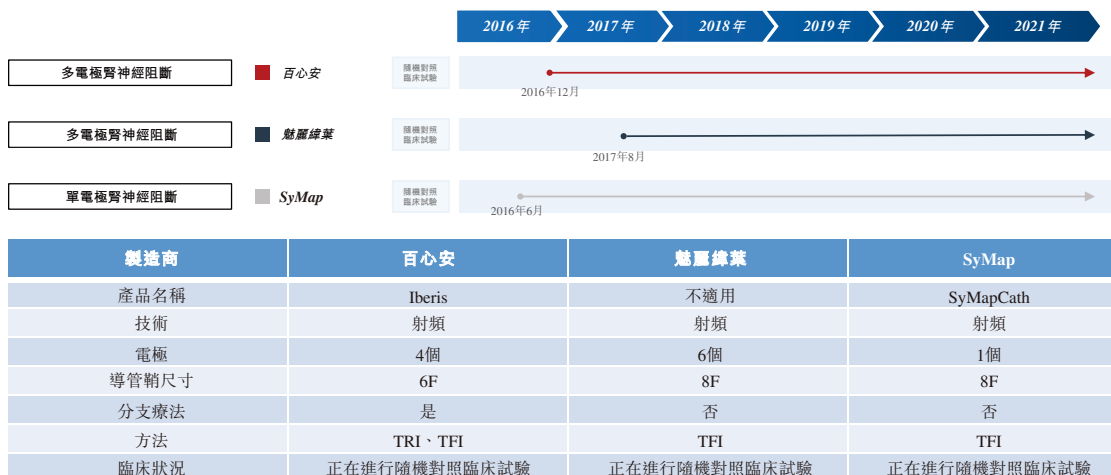 2016年 2017年 2018年 2019年 2020年 2021年
多電極腎神經阻斷 百心安 隨機對照
臨床試驗
2016年12月
多電極腎神經阻斷 魅麗緯葉 隨機對照
臨床試驗
2017年8月
單電極腎神經阻斷 SyMap 隨機對照
臨床試驗
2016年6月
製造商 百心安 魅麗緯葉 SyMap
產品名稱 Iberis 不適用 SyMapCath
技術 射頻 射頻 射頻
電極 4個 6個 1個
導管鞘尺寸 6F 8F 8F
分支療法 是 否 否
方法 TRI、TFI TFI TFI
臨床狀況 正在進行隨機對照臨床試驗 正在進行隨機對照臨床試驗 正在進行隨機對照臨床試驗